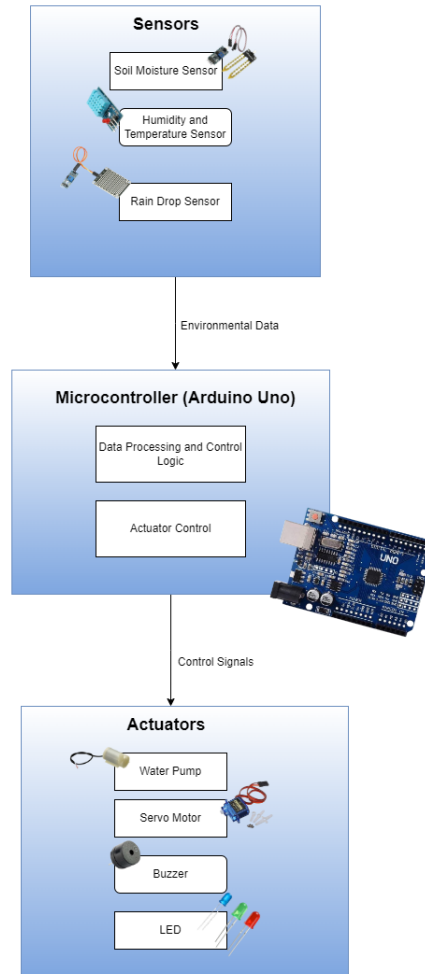 Sensors
Soil Moisture Sensor
Humidity and
Temperature Sensor
Rain Drop Sensor
Environmental Data
Microcontroller (Arduino Uno)
Data Processing and Control
Logic
Actuator Control
UNO
Control Signals
Actuators
Water Pump
Servo Motor
Buzzer
LED